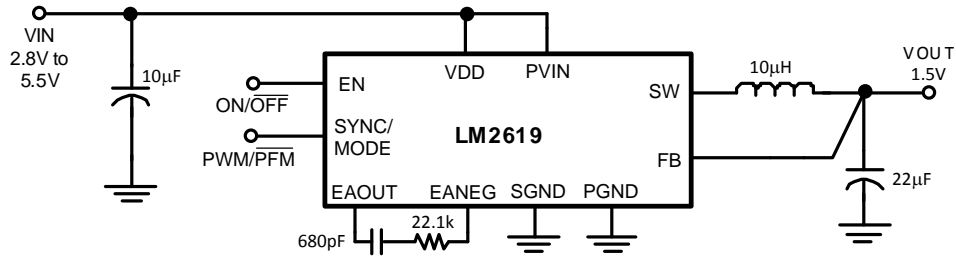 VIN
2.8V to
5.5V
10μF
ON/OFF
PWM/PFM
VDD
PVIN
EN
SYNC/
MODE
LM2619
SW
FB
EAOUT
EANEG
SGND
PGND
680pF
22.1k
10μH
VOUT
1.5V
22μF